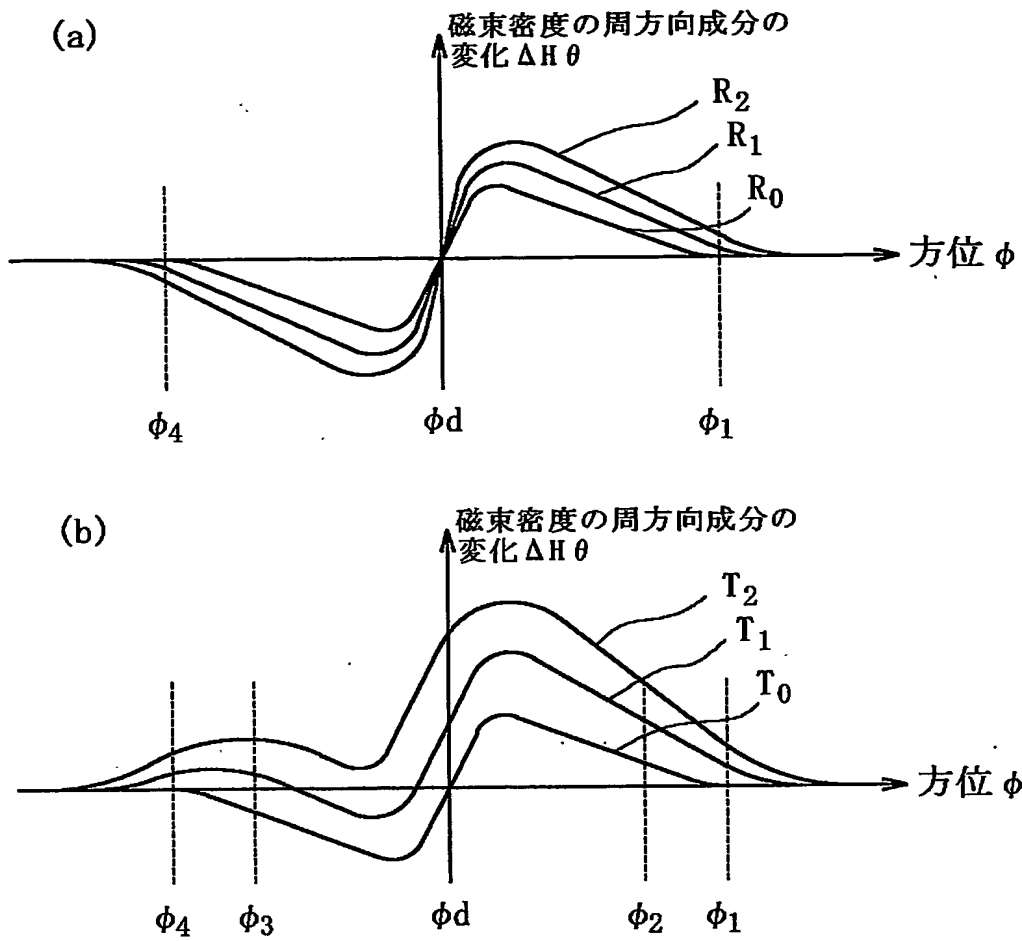 (a)
磁束密度の周方向成分の
変化ΔHθ
R₂
R₁
R₀
方位φ
φ₄
φd
φ₁
(b)
磁束密度の周方向成分の
変化ΔHθ
T₂
T₁
T₀
方位φ
φ₄
φ₃
φd
φ₂
φ₁